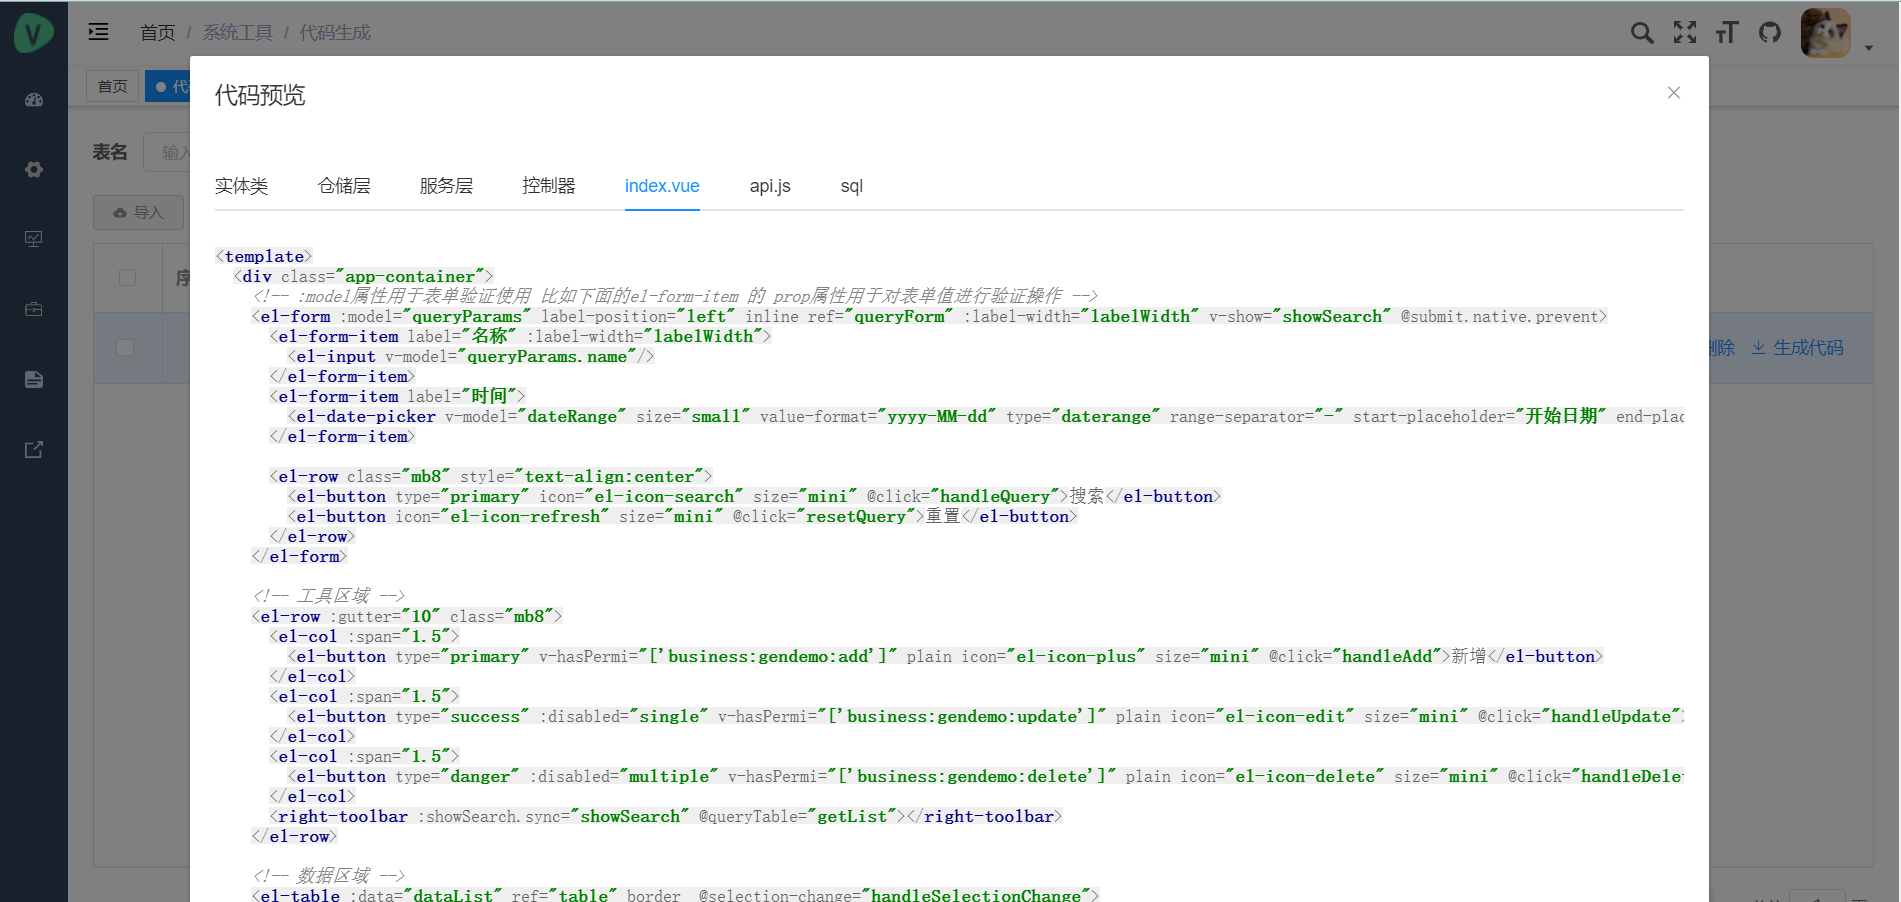 首页 / 系统工具 / 代码生成
首页
代码预览
表名
输入
实体类 仓储层 服务层 控制器 index.vue api.js sql
导入
<template>
<div class="app-container">
<!-- :model属性用于表单验证使用 比如下面的el-form-item 的 prop属性用于对表单值进行验证操作 -->
<el-form :model="queryParams" label-position="left" inline ref="queryForm" :label-width="labelWidth" v-show="showSearch" @submit.native.prevent>
<el-form-item label="名称" :label-width="labelWidth">
<el-input v-model="queryParams.name"/>
</el-form-item>
<el-form-item label="时间">
<el-date-picker v-model="dateRange" size="small" value-format="yyyy-MM-dd" type="daterange" range-separator="-" start-placeholder="开始日期" end-plac
</el-form-item>
<el-row class="mb8" style="text-align:center">
<el-button type="primary" icon="el-icon-search" size="mini" @click="handleQuery">搜索</el-button>
<el-button icon="el-icon-refresh" size="mini" @click="resetQuery">重置</el-button>
</el-row>
</el-form>
<!-- 工具区域 -->
<el-row :gutter="10" class="mb8">
<el-col :span="1.5">
<el-button type="primary" v-hasPermi="['business:gendemo:add']" plain icon="el-icon-plus" size="mini" @click="handleAdd">新增</el-button>
</el-col>
<el-col :span="1.5">
<el-button type="success" :disabled="single" v-hasPermi="['business:gendemo:update']" plain icon="el-icon-edit" size="mini" @click="handleUpdate">
</el-col>
<el-col :span="1.5">
<el-button type="danger" :disabled="multiple" v-hasPermi="['business:gendemo:delete']" plain icon="el-icon-delete" size="mini" @click="handleDele
</el-col>
<right-toolbar :showSearch.sync="showSearch" @queryTable="getList"></right-toolbar>
</el-row>
<!-- 数据区域 -->
<el-table :data="dataList" ref="table" border @selection-change="handleSelectionChange">
序
删除 生成代码